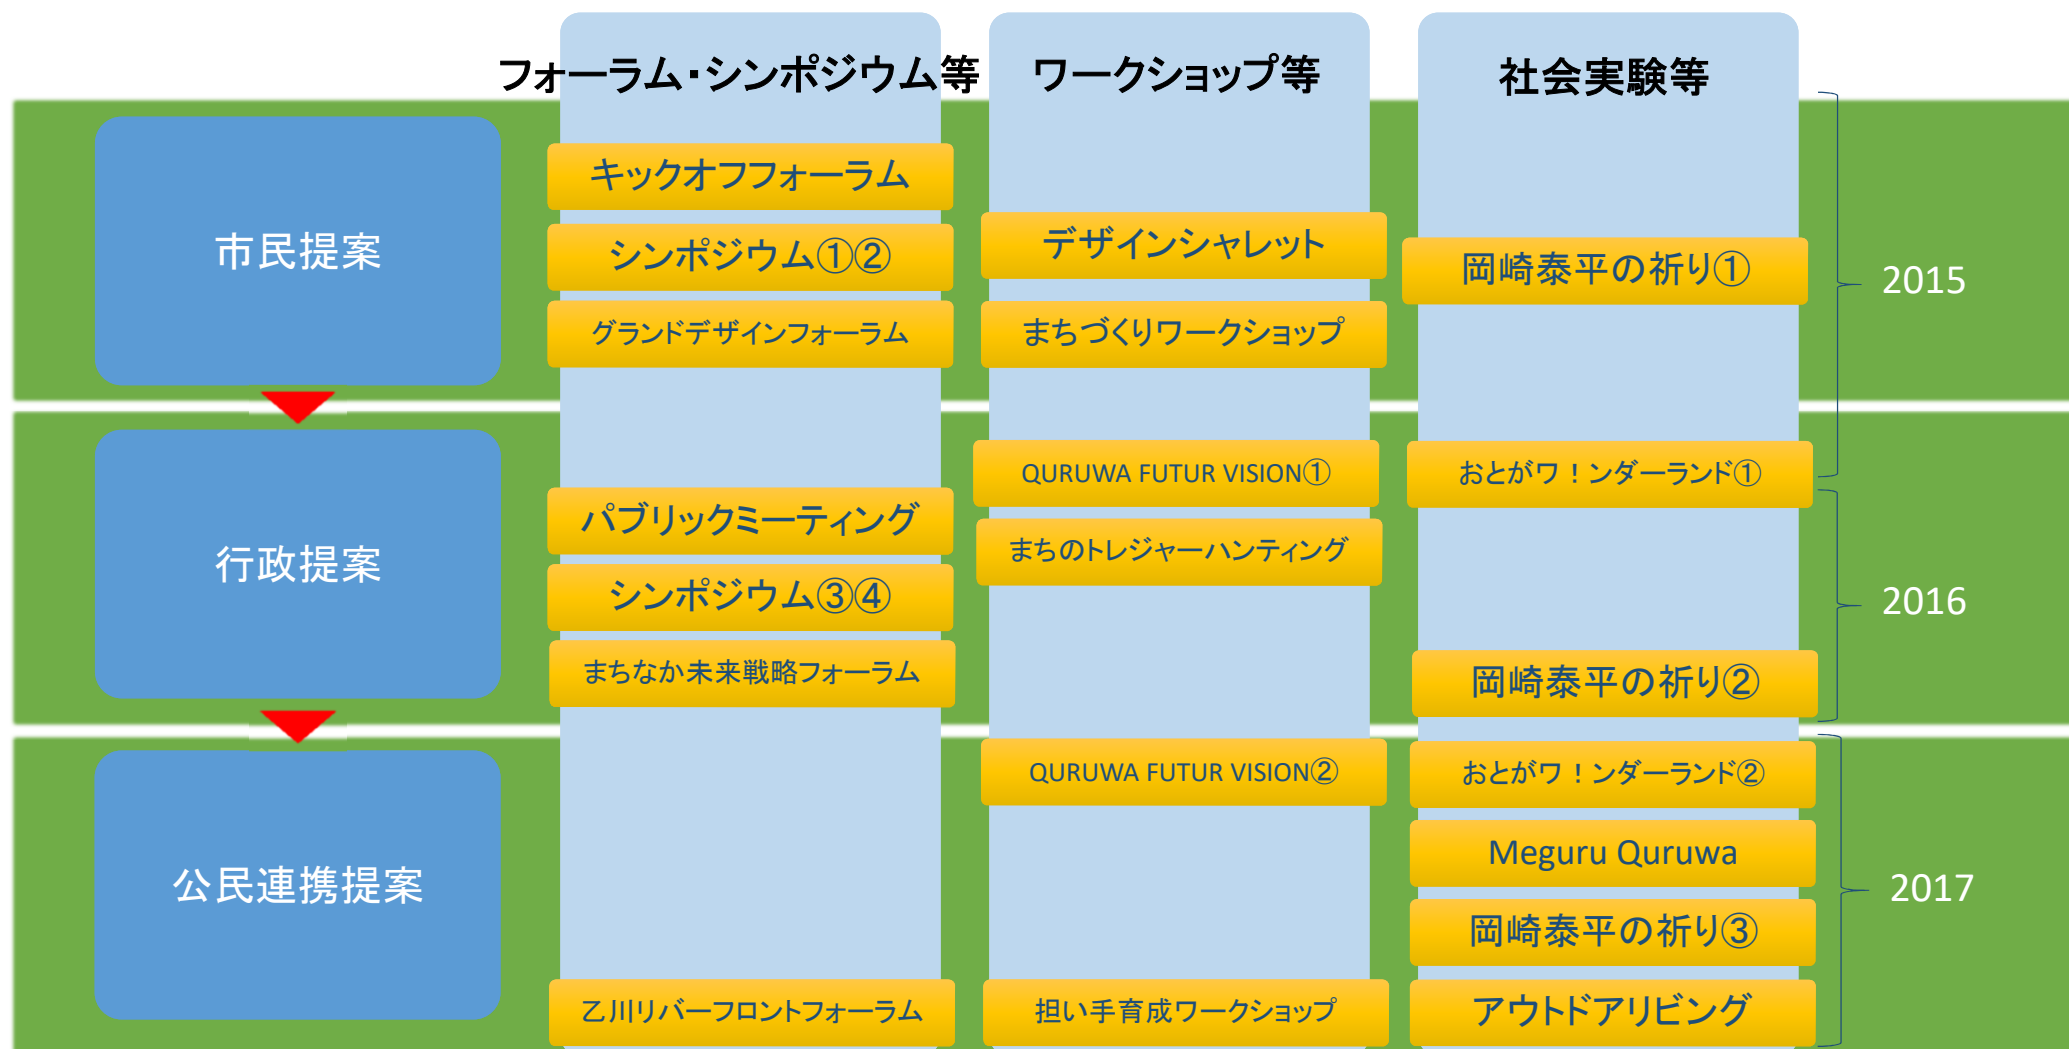 フォーラム・シンポジウム等
ワークショップ等
社会実験等
市民提案
キックオフフォーラム
シンポジウム①②
グランドデザインフォーラム
デザインシャレット
まちづくりワークショップ
岡崎泰平の祈り①
2015
行政提案
パブリックミーティング
シンポジウム③④
まちなか未来戦略フォーラム
QURUWA FUTUR VISION①
まちのトレジャーハンティング
おとがワ！ンダーランド①
岡崎泰平の祈り②
2016
公民連携提案
乙川リバーフロントフォーラム
QURUWA FUTUR VISION②
担い手育成ワークショップ
おとがワ！ンダーランド②
Meguru Quruwa
岡崎泰平の祈り③
アウトドアリビング
2017